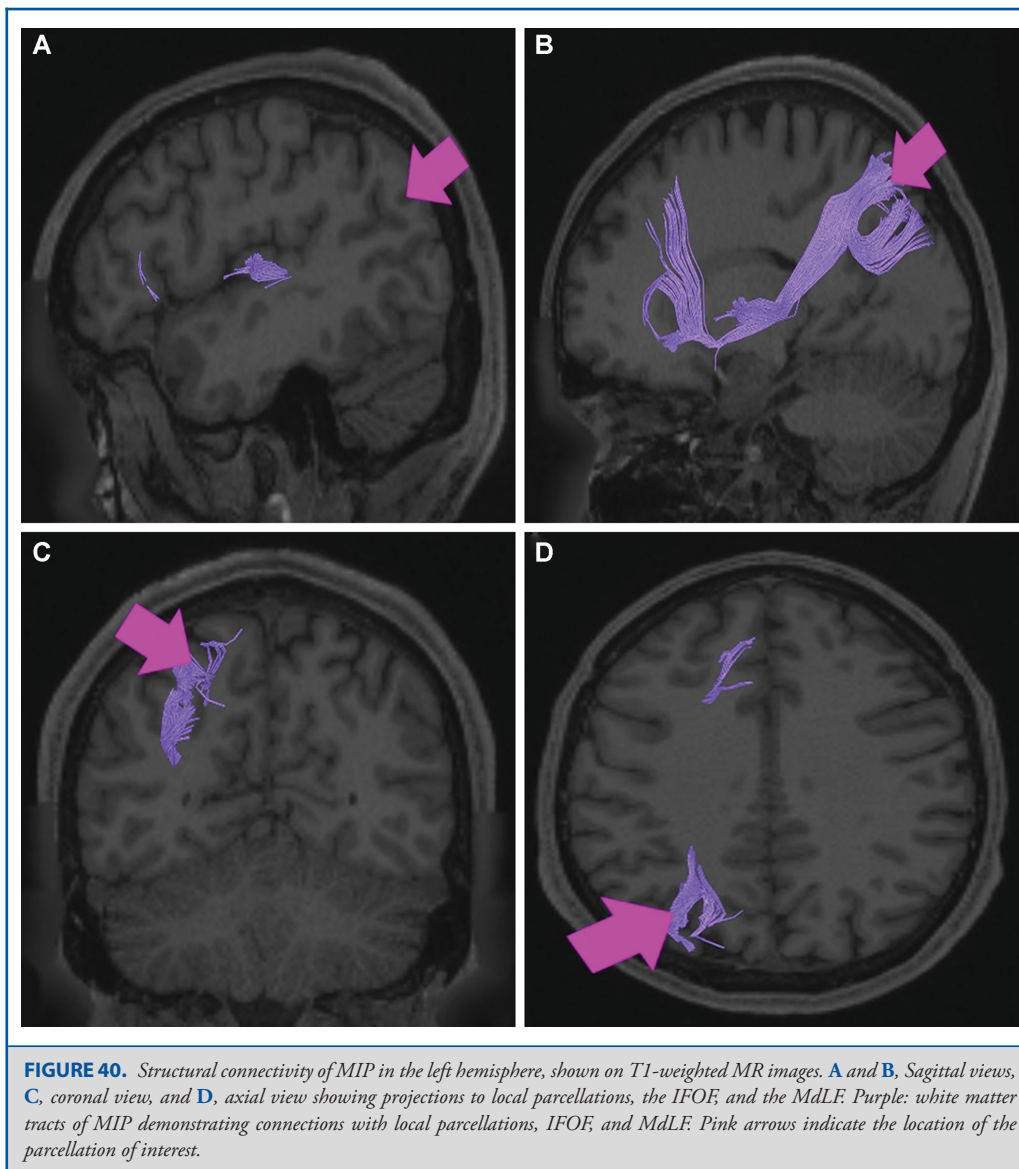 A
B
C
D
FIGURE 40. Structural connectivity of MIP in the left hemisphere, shown on T1-weighted MR images. A and B, Sagittal views,
C, coronal view, and D, axial view showing projections to local parcellations, the IFOF, and the MdLF. Purple: white matter
tracts of MIP demonstrating connections with local parcellations, IFOF, and MdLF. Pink arrows indicate the location of the
parcellation of interest.